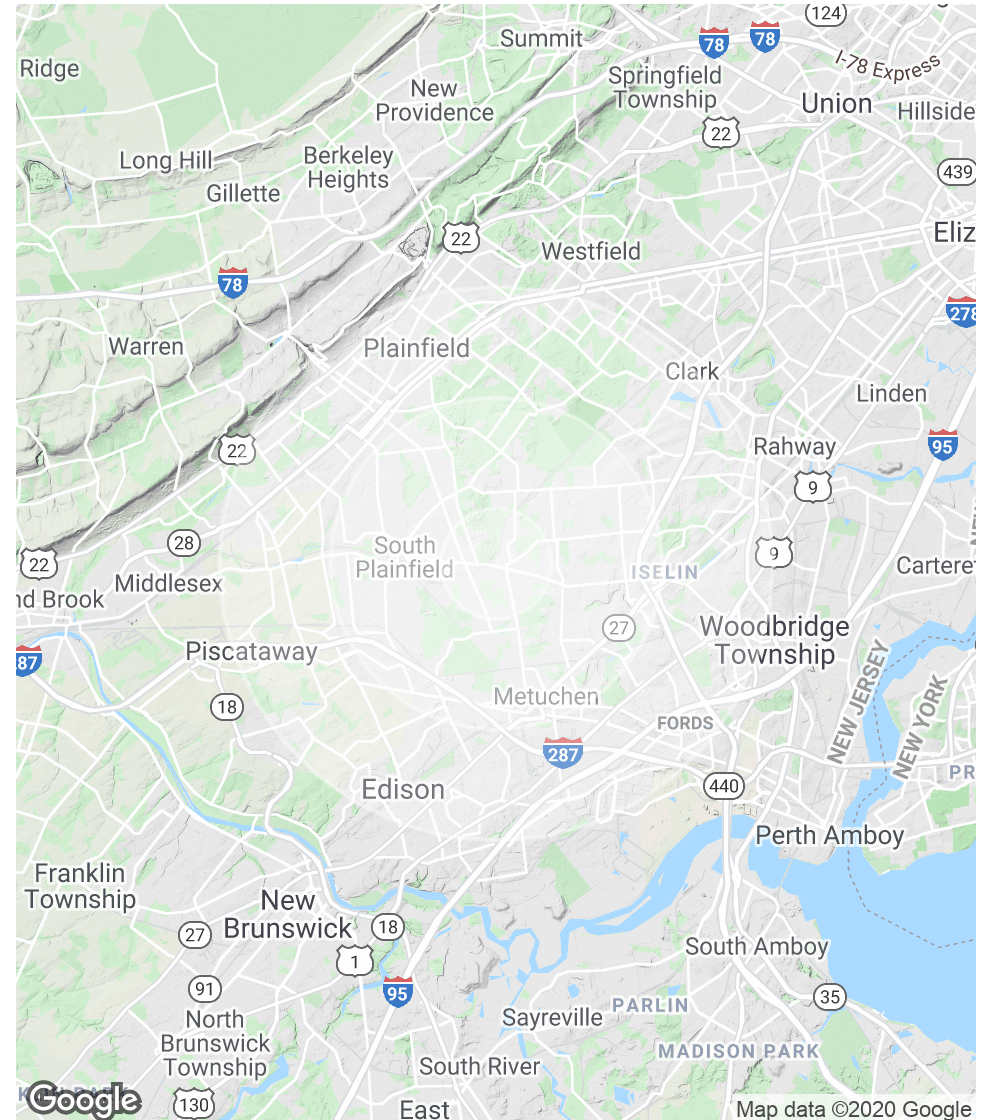 124
Summit
78
78
I-78 Express
Ridge
Springfield
Township
New
Providence
Union
Hillside
22
Long Hill
Berkeley
Heights
439
Gillette
Eliz
22
Westfield
78
278
Warren
Plainfield
Clark
Linden
22
Rahway
95
9
28
9
22
South
Plainfield
ISELIN
Carteret
Middlesex
nd Brook
27
Woodbridge
Township
Piscataway
87
NEW JERSEY
NEW YORK
18
Metuchen
FORDS
287
PR
Edison
440
Perth Amboy
Franklin
Township
New
Brunswick
18
27
South Amboy
1
91
95
35
PARLIN
Sayreville
North
Brunswick
Township
MADISON PARK
South River
Google
130
East
Map data ©2020 Google